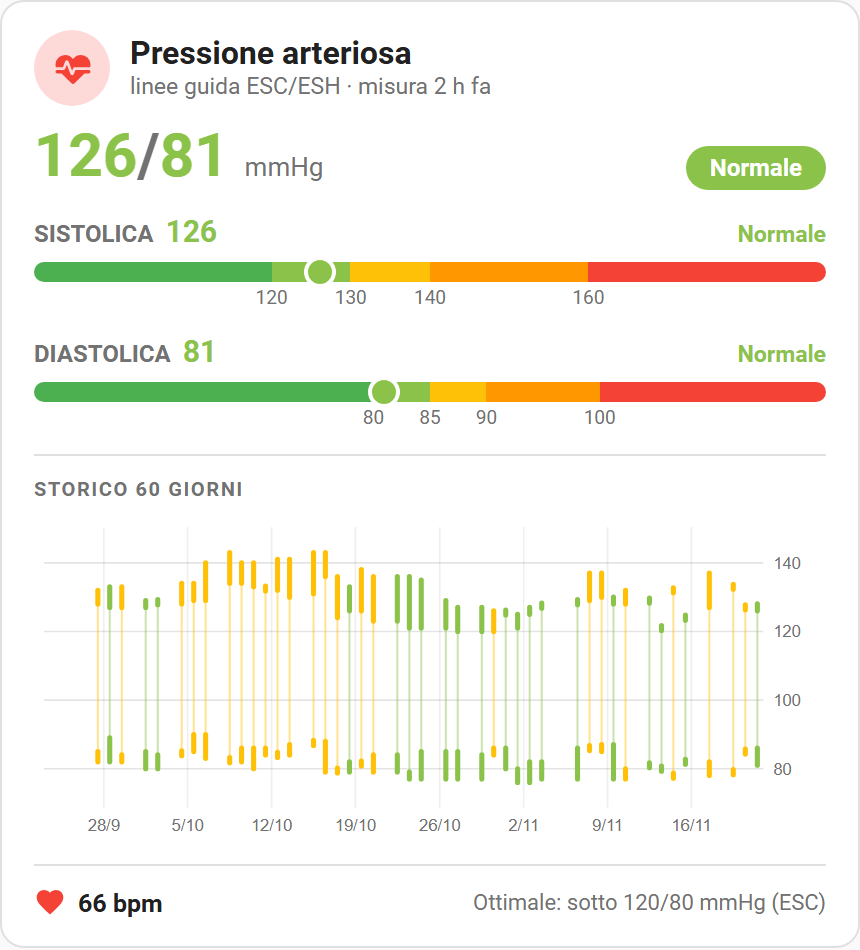 Pressione arteriosa
linee guida ESC/ESH · misura 2 h fa
126/81 mmHg
Normale
SISTOLICA 126
Normale
120 130 140 160
DIASTOLICA 81
Normale
80 85 90 100
STORICO 60 GIORNI
140
120
100
80
28/9 5/10 12/10 19/10 26/10 2/11 9/11 16/11
66 bpm
Ottimale: sotto 120/80 mmHg (ESC)